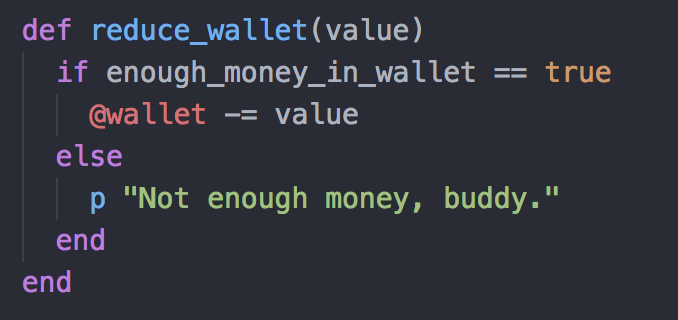 def reduce_wallet(value)
  if enough_money_in_wallet == true
    @wallet -= value
  else
    p "Not enough money, buddy."
  end
end